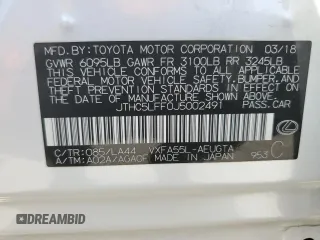 MFD.BY: TOYOTA MOTOR CORPORATION 03/18
GVWR 6095LB GAWR FR 3100LB RR 3245LB
THIS VEHICLE CONFORMS TO ALL APPLICABLE FEDERAL
MOTOR VEHICLE SAFETY, BUMPER, AND
THEFT PREVENTION STANDARDS IN EFFECT ON
THE DATE OF MANUFACTURE SHOWN ABOVE.
JTHC5LFF0J5002491
PASS. CAR
C/TR: 085/LA44 VXFA55L-AEUGTA
A/TM: A02A/AGA0F MADE IN JAPAN 953 C